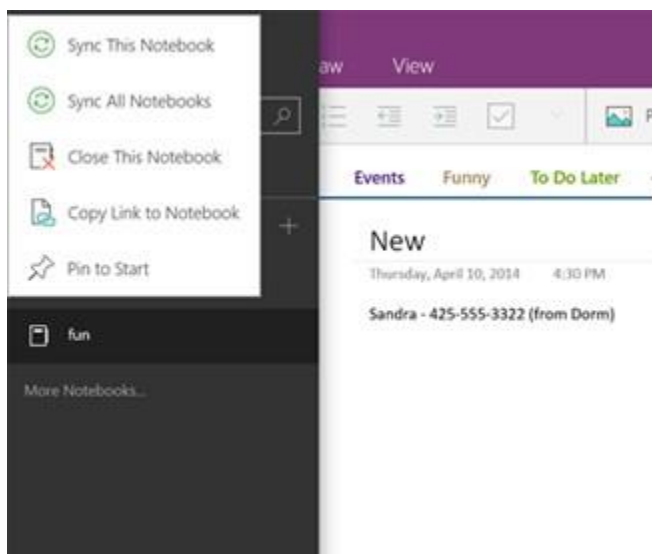 Sync This Notebook
Sync All Notebooks
Close This Notebook
Copy Link to Notebook
Pin to Start
fun
More Notebooks...
View
Events Funny To Do Later
New
Thursday, April 10, 2014 4:30 PM
Sandra - 425-555-3322 (from Dorm)